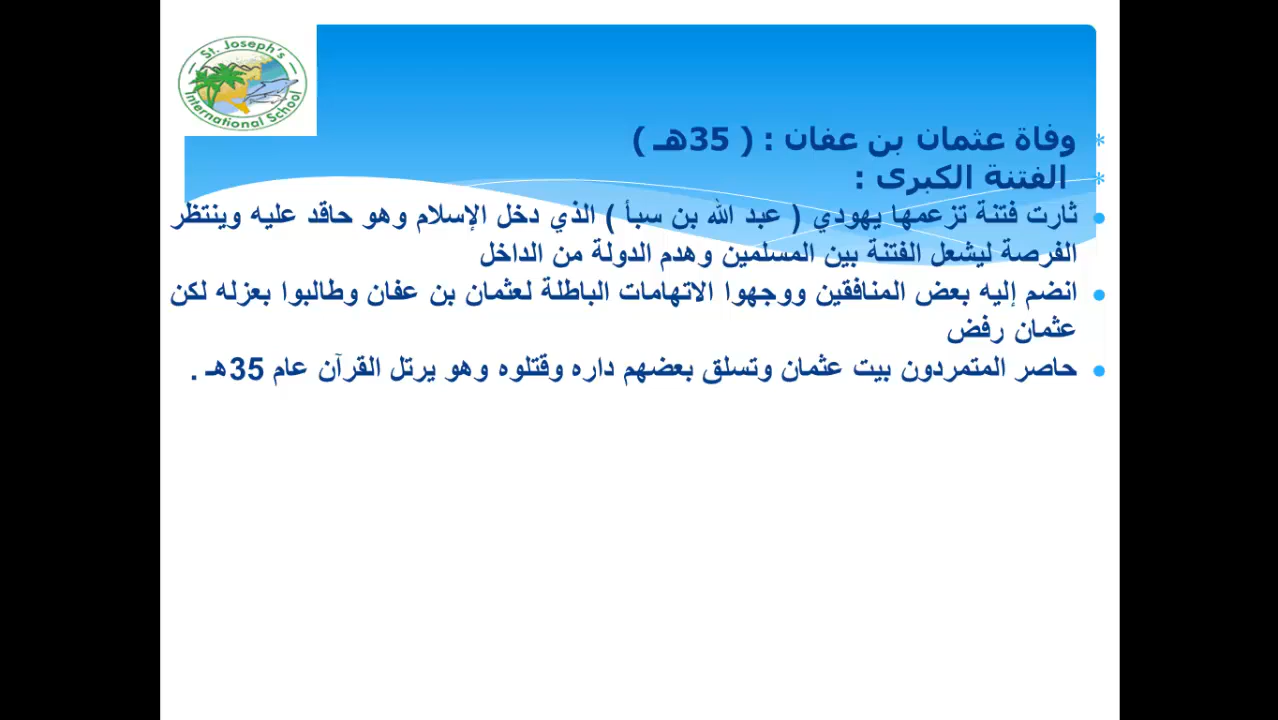 St. Joseph's
International School
* وفاة عثمان بن عفان : ( 35هـ )
* الفتنة الكبرى :
• ثارت فتنة تزعمها يهودي ( عبد الله بن سبأ ) الذي دخل الإسلام وهو حاقد عليه وينتظر
الفرصة ليشعل الفتنة بين المسلمين وهدم الدولة من الداخل
• انضم إليه بعض المنافقين ووجهوا الاتهامات الباطلة لعثمان بن عفان وطالبوا بعزله لكن
عثمان رفض
• حاصر المتمردون بيت عثمان وتسلق بعضهم داره وقتلوه وهو يرتل القرآن عام 35هـ .